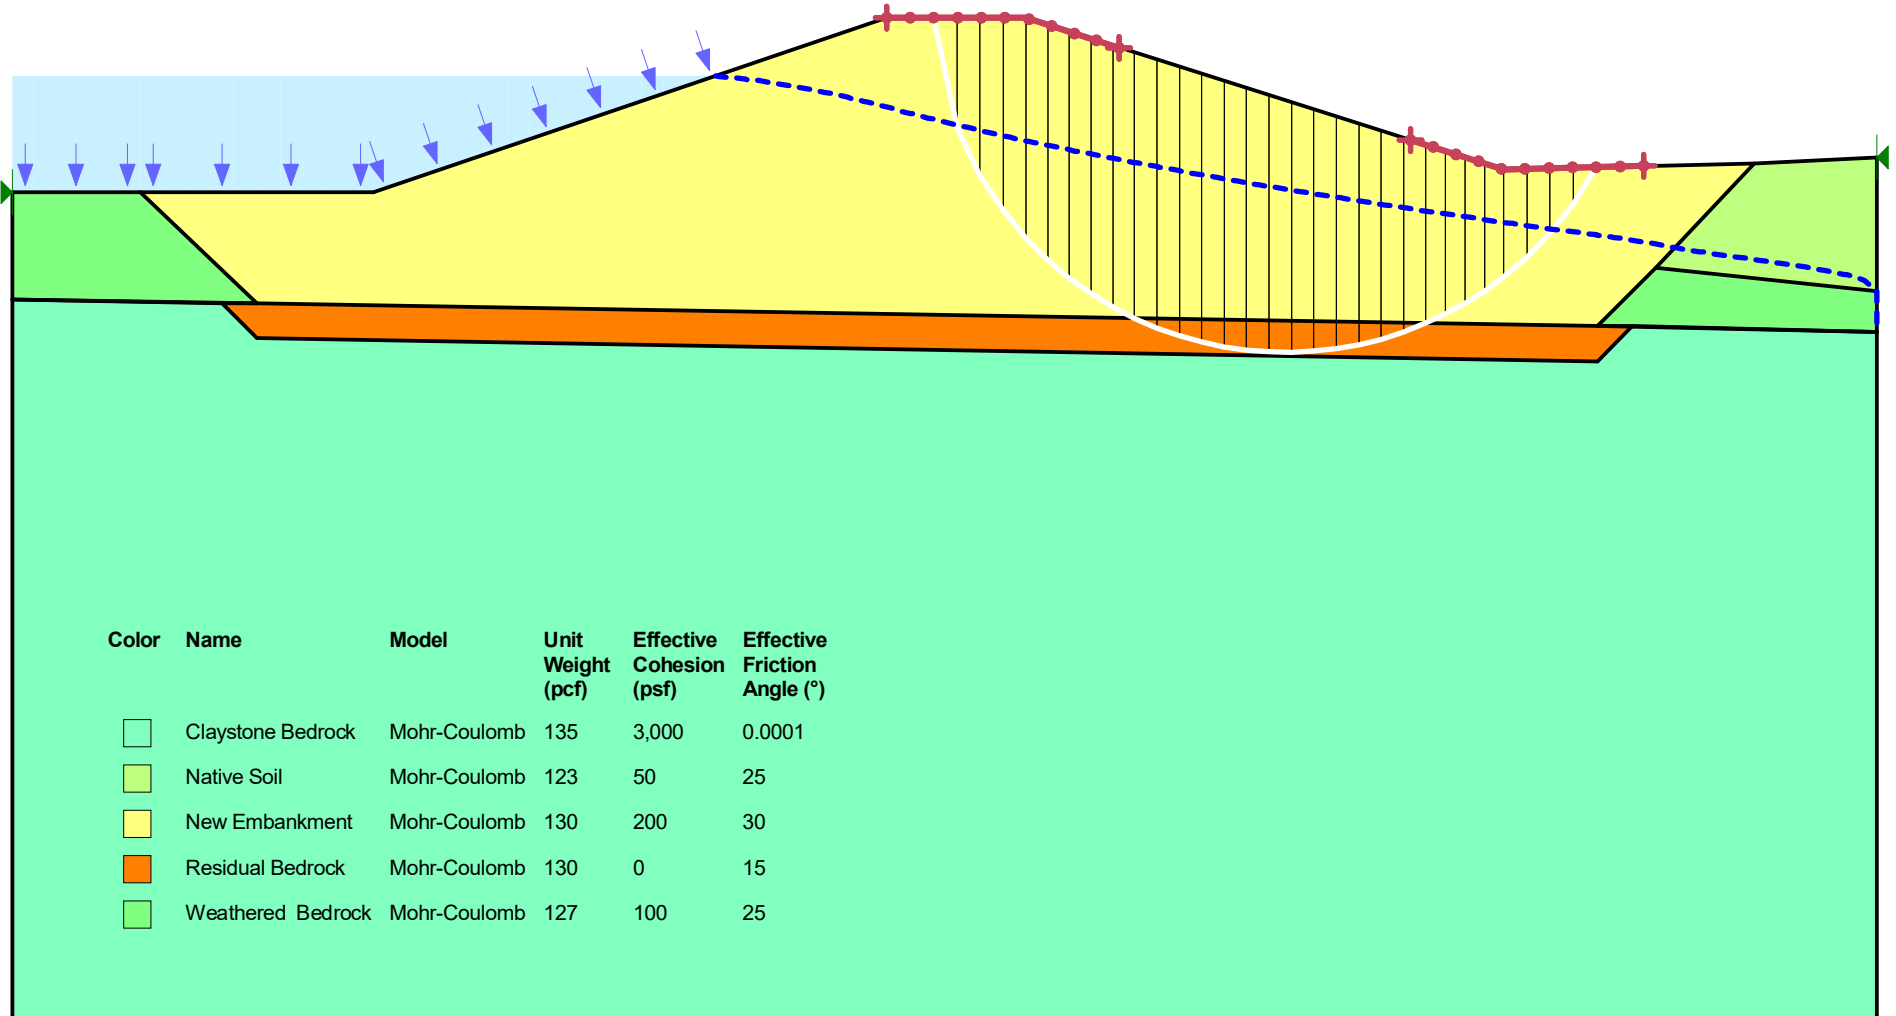 Color Name Model Unit Effective Effective
Weight Cohesion Friction
(pcf) (psf) Angle (°)
Claystone Bedrock Mohr-Coulomb 135 3,000 0.0001
Native Soil Mohr-Coulomb 123 50 25
New Embankment Mohr-Coulomb 130 200 30
Residual Bedrock Mohr-Coulomb 130 0 15
Weathered Bedrock Mohr-Coulomb 127 100 25